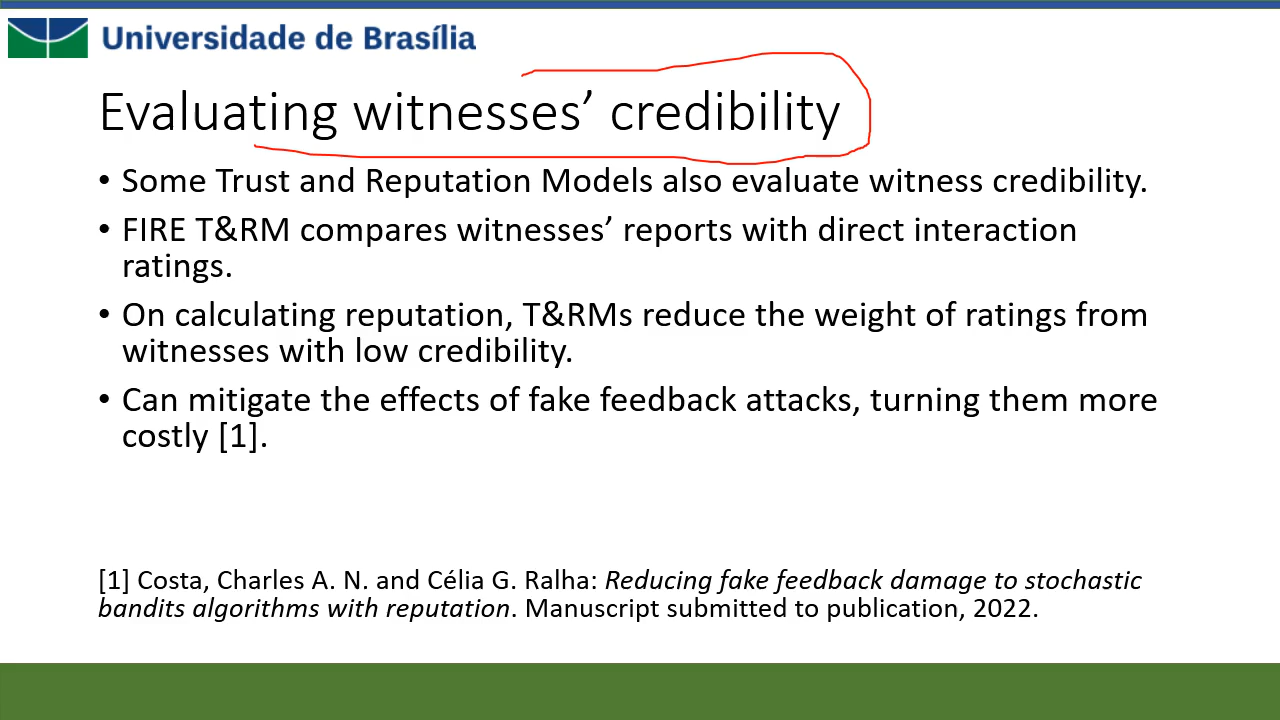 Universidade de Brasília
Evaluating witnesses’ credibility
• Some Trust and Reputation Models also evaluate witness credibility.
• FIRE T&RM compares witnesses’ reports with direct interaction
ratings.
• On calculating reputation, T&RMs reduce the weight of ratings from
witnesses with low credibility.
• Can mitigate the effects of fake feedback attacks, turning them more
costly [1].
[1] Costa, Charles A. N. and Célia G. Ralha: Reducing fake feedback damage to stochastic
bandits algorithms with reputation. Manuscript submitted to publication, 2022.